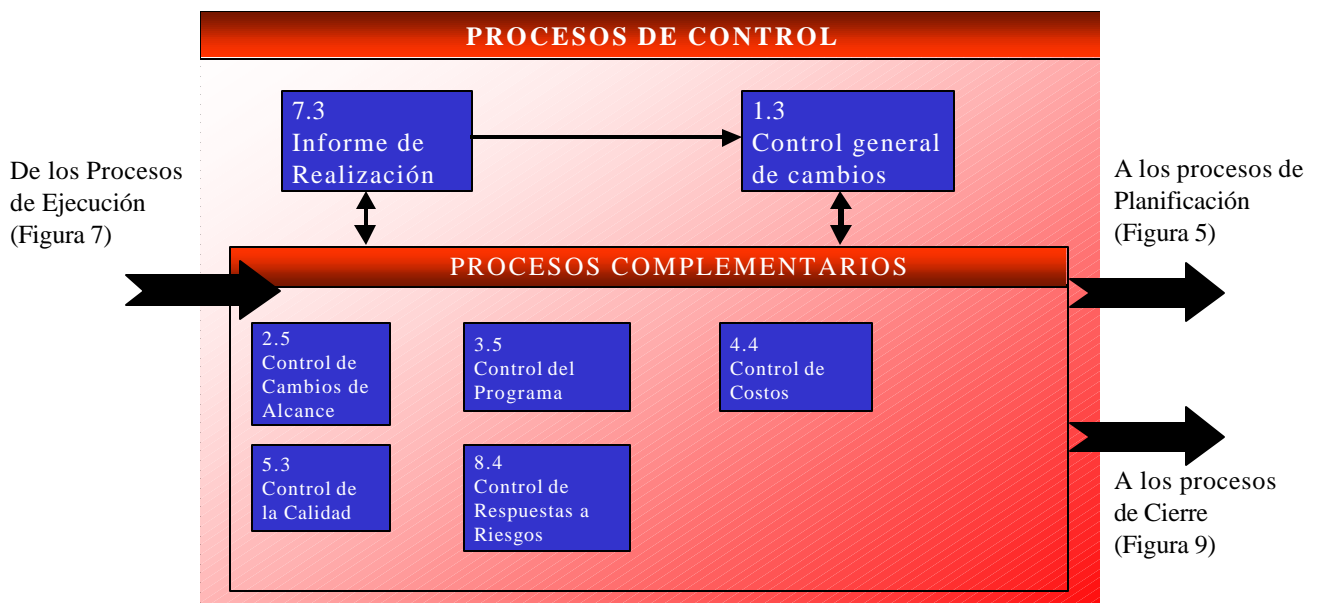 PROCESOS DE CONTROL
7.3
Informe de
Realización
1.3
Control general
de cambios
De los Procesos
de Ejecución
(Figura 7)
A los procesos de
Planificación
(Figura 5)
PROCESOS COMPLEMENTARIOS
2.5
Control de
Cambios de
Alcance
3.5
Control del
Programa
4.4
Control de
Costos
5.3
Control de
la Calidad
8.4
Control de
Respuestas a
Riesgos
A los procesos
de Cierre
(Figura 9)